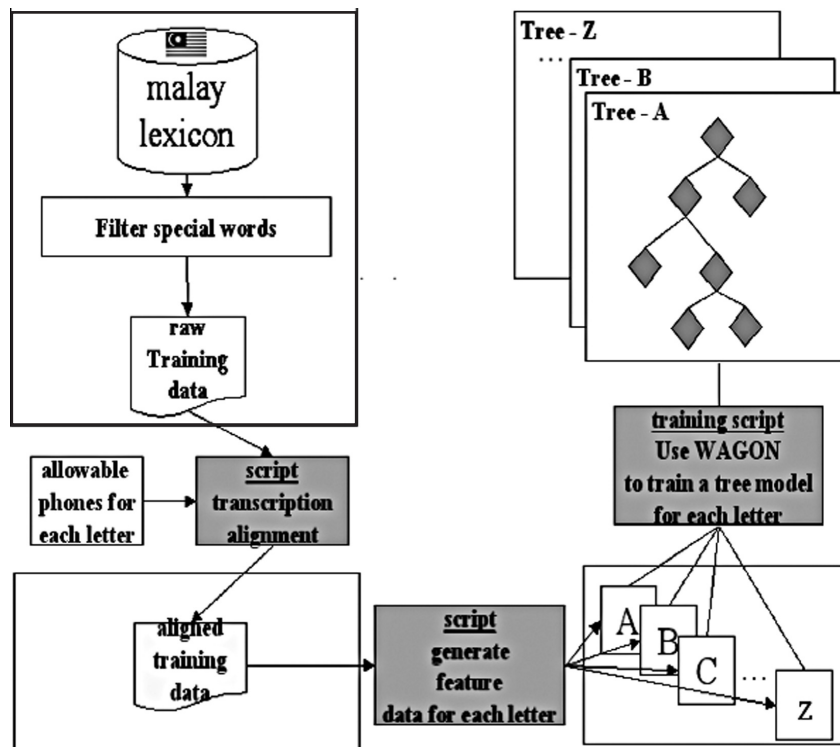 malay
lexicon
Filter special words
raw
Training
data
allowable
phones for
each letter
script
transcription
alignment
aligned
training
data
script
generate
feature
data for each letter
A
B
C
...
z
training script
Use WAGON
to train a tree model
for each letter
Tree - Z
...
Tree - B
Tree - A